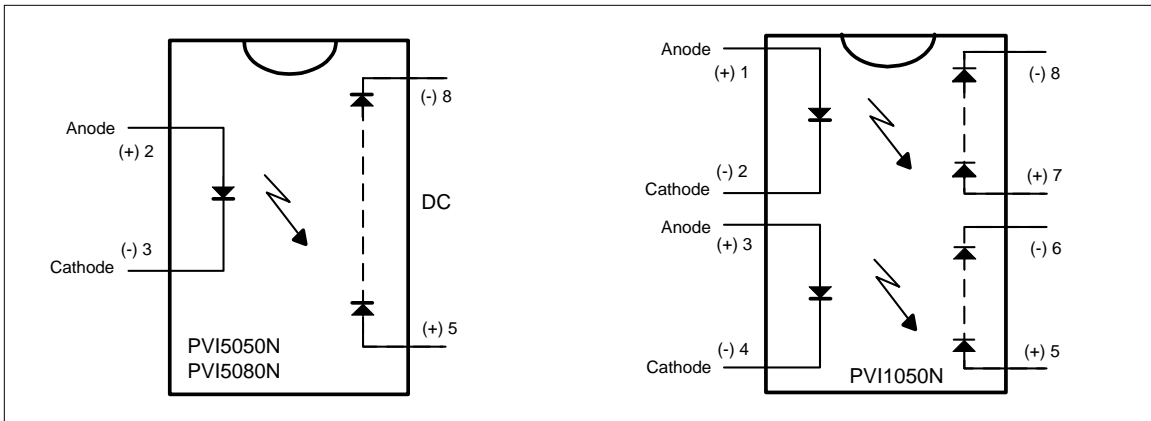 Anode
(+) 2
(-) 3
Cathode
(-) 8
DC
(+) 5
PVI5050N
PVI5080N
Anode
(+) 1
(-) 2
Cathode
Anode
(+) 3
(-) 4
Cathode
(-) 8
(+) 7
(-) 6
(+) 5
PVI1050N